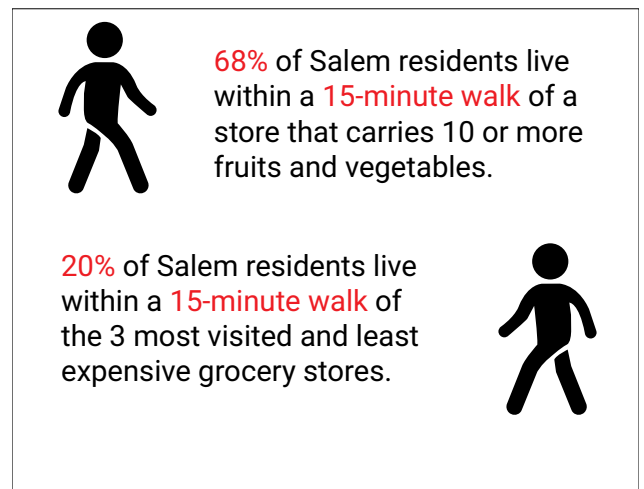 68% of Salem residents live
within a 15-minute walk of a
store that carries 10 or more
fruits and vegetables.
20% of Salem residents live
within a 15-minute walk of
the 3 most visited and least
expensive grocery stores.